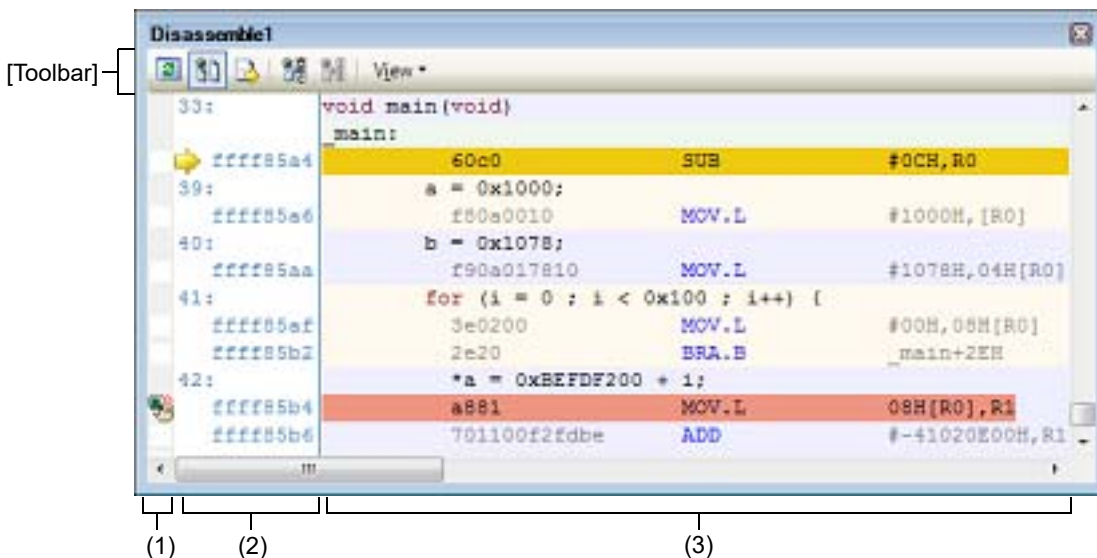 Disassemble1
[Toolbar]
View
33: void main(void)
_main:
ffff85a4 60c0 SUB #0CH,R0
39: a = 0x1000;
ffff85a6 f80a0010 MOV.L #1000H,[R0]
40: b = 0x1078;
ffff85aa f90a017810 MOV.L #1078H,04H[R0]
41: for (i = 0 ; i < 0x100 ; i++) {
ffff85af 3e0200 MOV.L #00H,08H[R0]
ffff85b2 2e20 BRA.B _main+2EH
42: *a = 0xBEFDF200 + i;
ffff85b4 a881 MOV.L 08H[R0],R1
ffff85b6 701100f2fdbe ADD #-41020E00H,R1
(1) (2) (3)